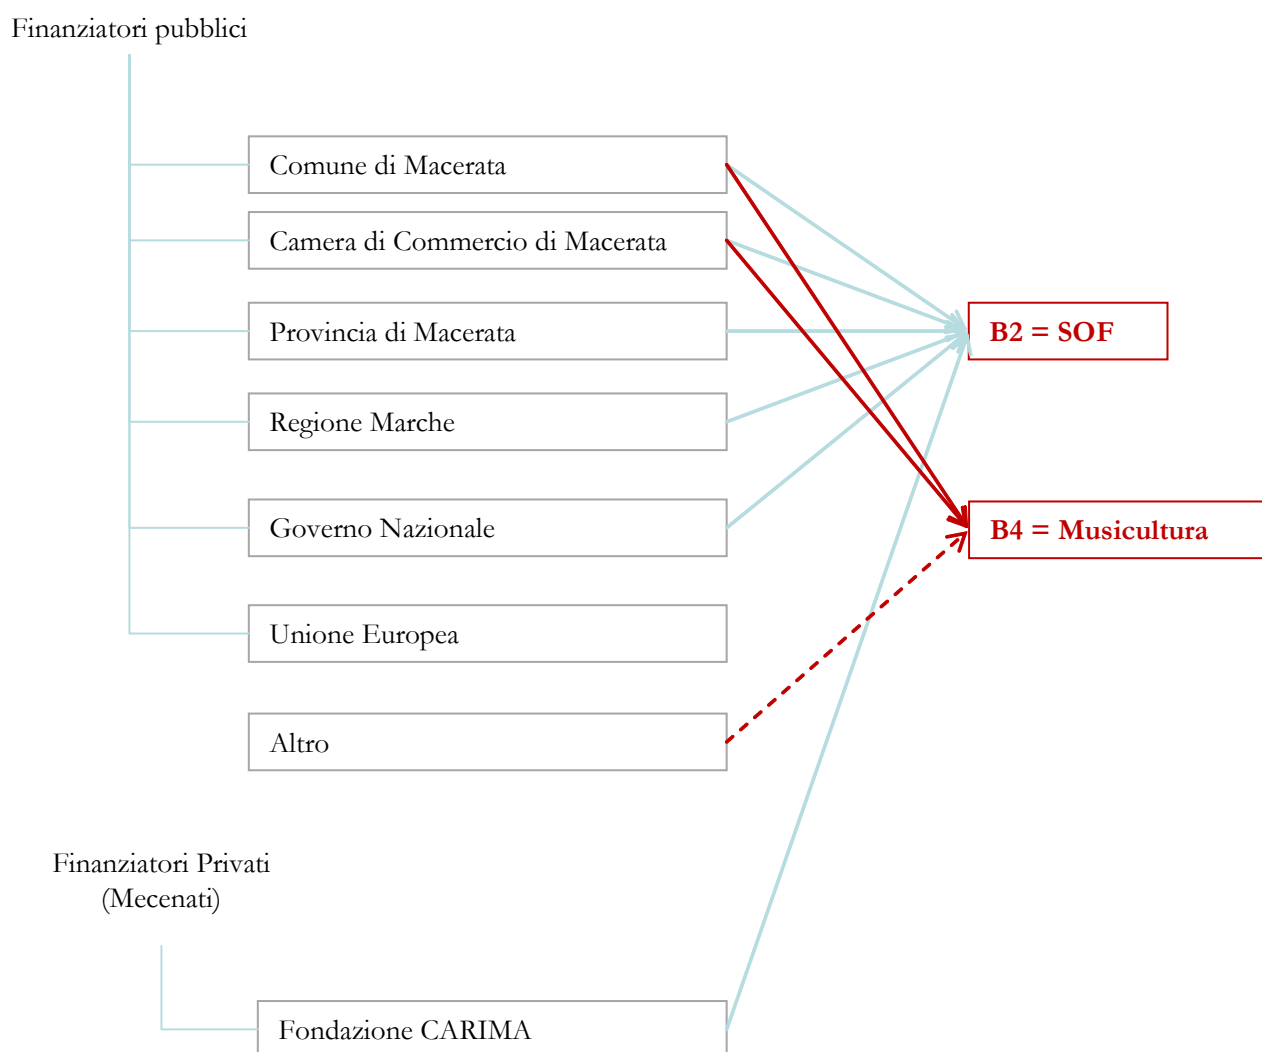 Finanziatori pubblici
Comune di Macerata
Camera di Commercio di Macerata
Provincia di Macerata
B2 = SOF
Regione Marche
Governo Nazionale
B4 = Musicultura
Unione Europea
Altro
Finanziatori Privati
(Mecenati)
Fondazione CARIMA